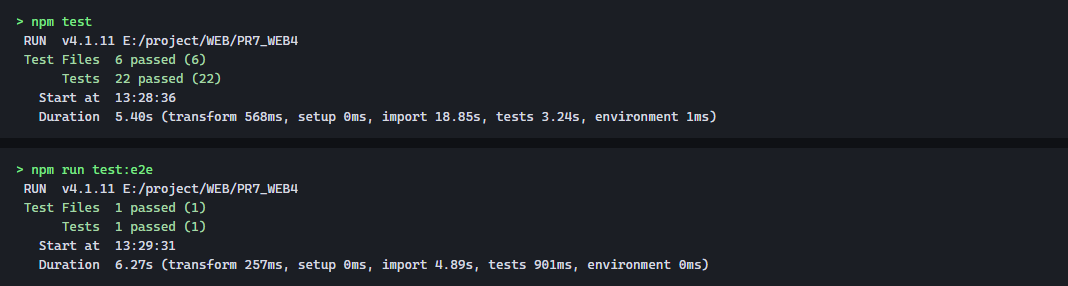 > npm test
RUN v4.1.11 E:/project/WEB/PR7_WEB4
Test Files 6 passed (6)
Tests 22 passed (22)
Start at 13:28:36
Duration 5.40s (transform 568ms, setup 0ms, import 18.85s, tests 3.24s, environment 1ms)
> npm run test:e2e
RUN v4.1.11 E:/project/WEB/PR7_WEB4
Test Files 1 passed (1)
Tests 1 passed (1)
Start at 13:29:31
Duration 6.27s (transform 257ms, setup 0ms, import 4.89s, tests 901ms, environment 0ms)